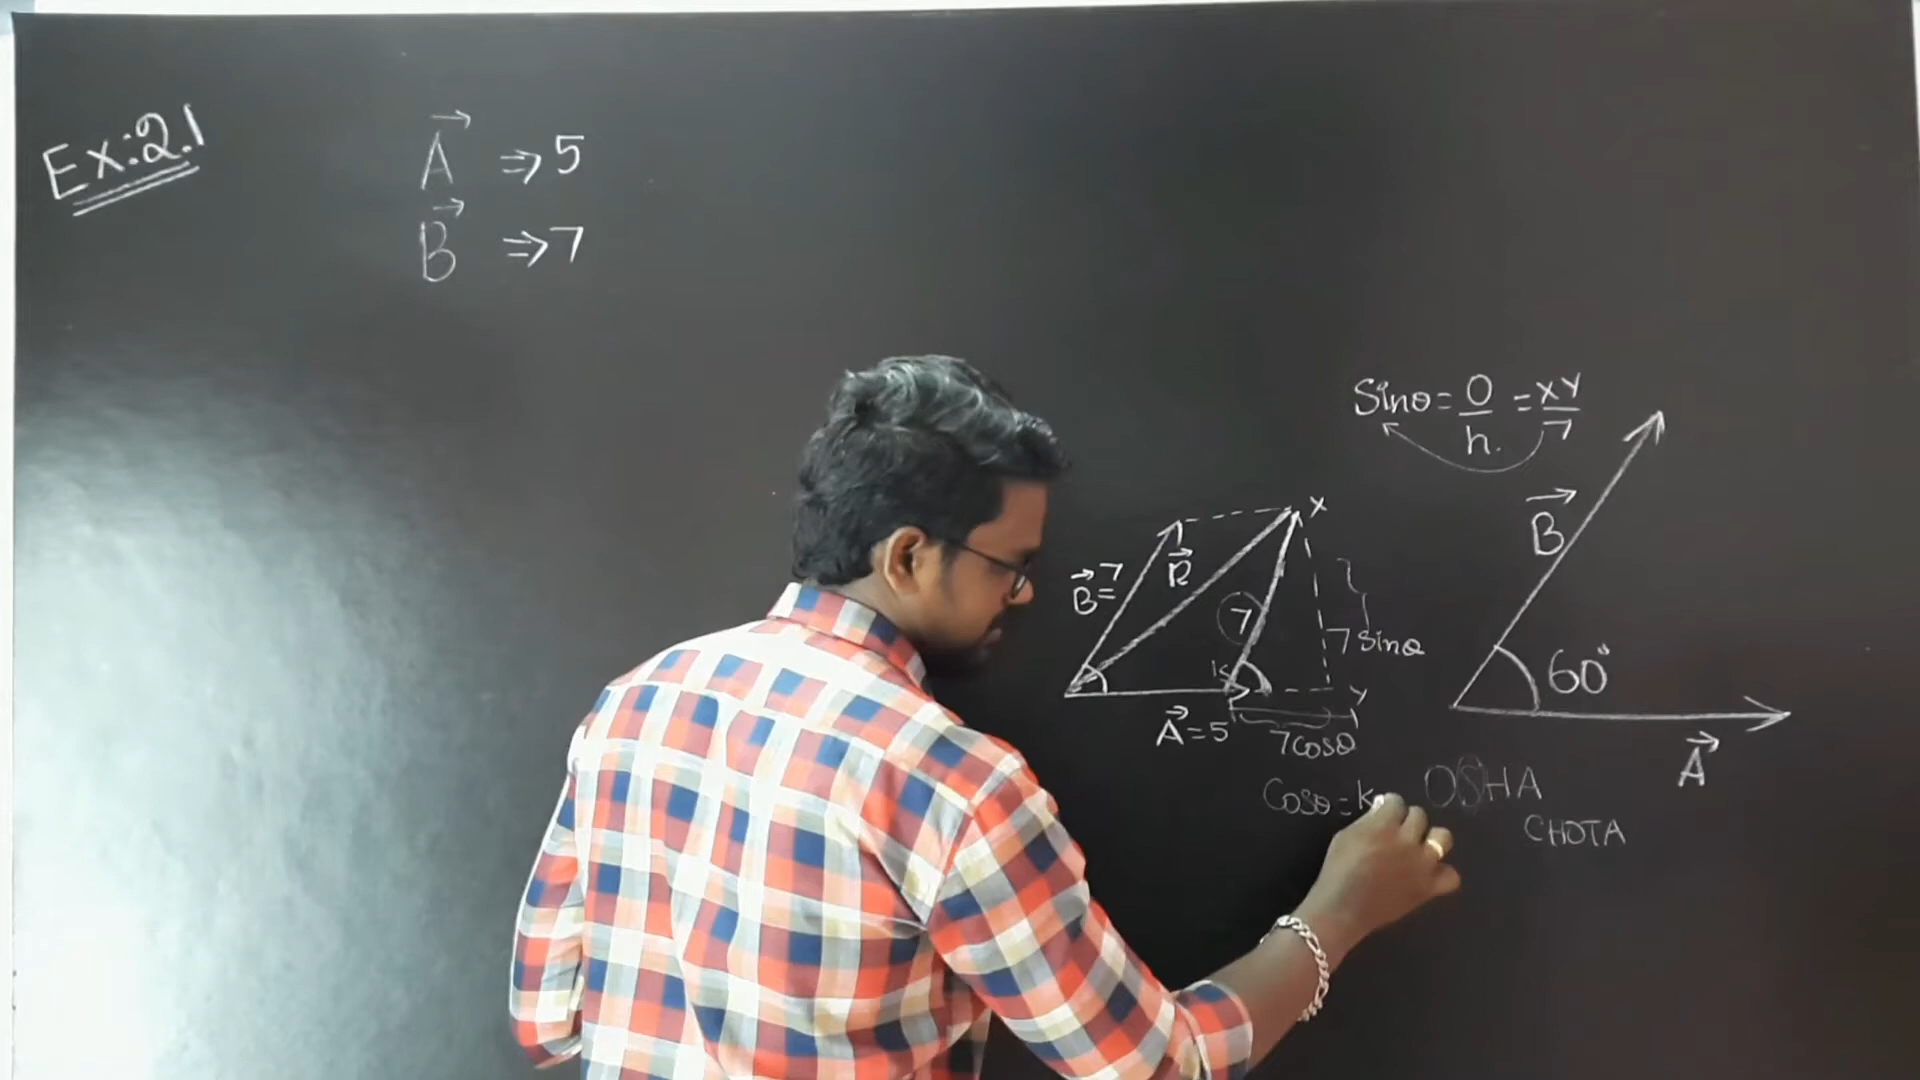 Ex:2.1
A⃗ ⇒ 5
B⃗ ⇒ 7
Sinθ = O/h. = XY/7
X
B⃗ = 7
R⃗
B⃗
7
7 Sinθ
K
Y
60°
A⃗ = 5
7cosθ
A⃗
Cosθ = K
OSHA
CHOTA